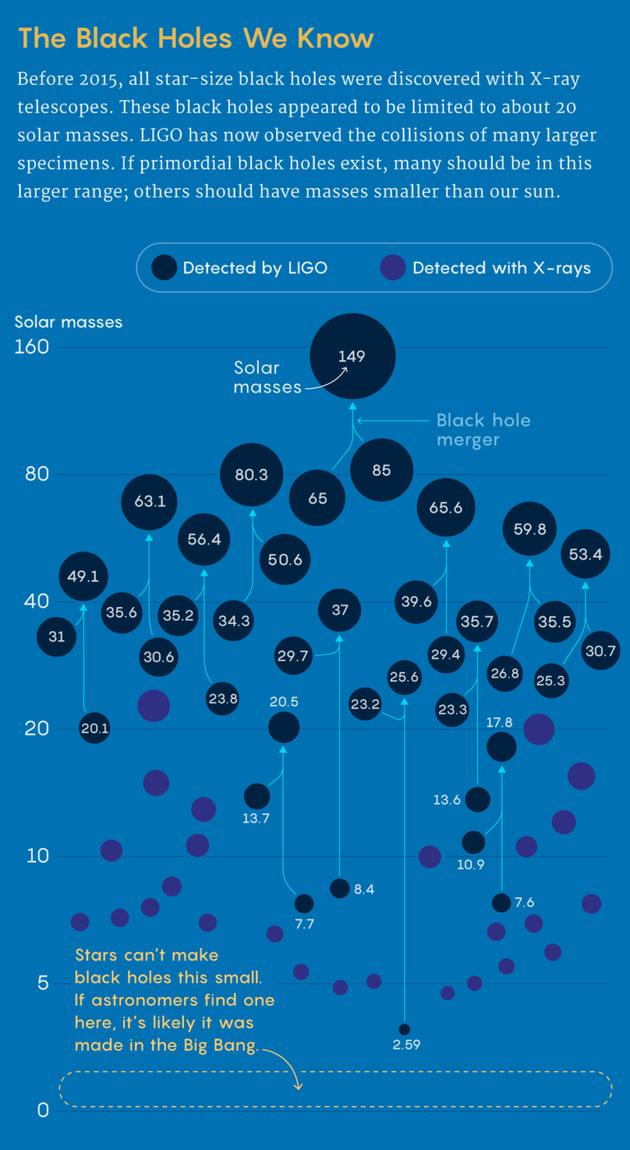 The Black Holes We Know
Before 2015, all star-size black holes were discovered with X-ray
telescopes. These black holes appeared to be limited to about 20
solar masses. LIGO has now observed the collisions of many larger
specimens. If primordial black holes exist, many should be in this
larger range; others should have masses smaller than our sun.
Detected by LIGO
Detected with X-rays
Solar masses
160
149
Solar
masses
Black hole
merger
80
80.3
85
65
63.1
65.6
59.8
56.4
53.4
50.6
49.1
40
39.6
37
35.6
35.2
34.3
35.7
35.5
31
30.6
29.7
29.4
30.7
26.8
25.6
25.3
23.8
23.2
23.3
20
20.1
20.5
17.8
13.7
13.6
10
10.9
8.4
7.7
7.6
Stars can't make
black holes this small.
If astronomers find one
here, it's likely it was
made in the Big Bang.
5
2.59
0